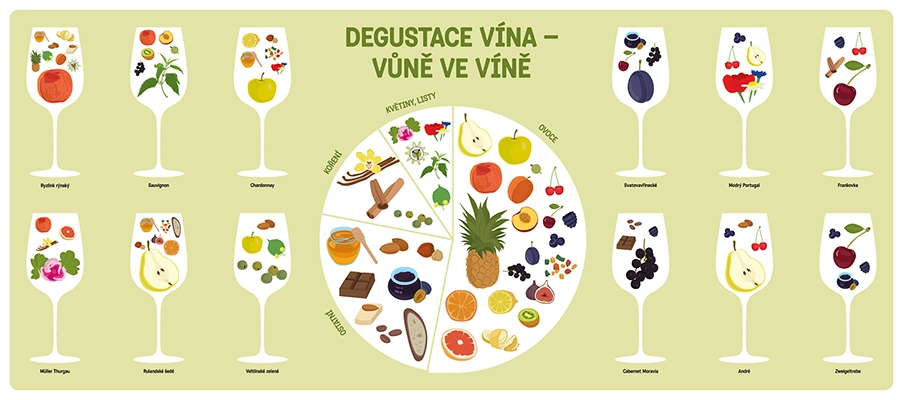 DEGUSTACE VÍNA –
VŮNĚ VE VÍNĚ
KVĚTINY, LISTY
KOŘENÍ
OVOCE
OSTATNÍ
Ryzlink rýnský
Sauvignon
Chardonnay
Svatovavřinecké
Modrý Portugal
Frankovka
Müller Thurgau
Rulandské šedé
Veltlínské zelené
Cabernet Moravia
André
Zweigeltrebe